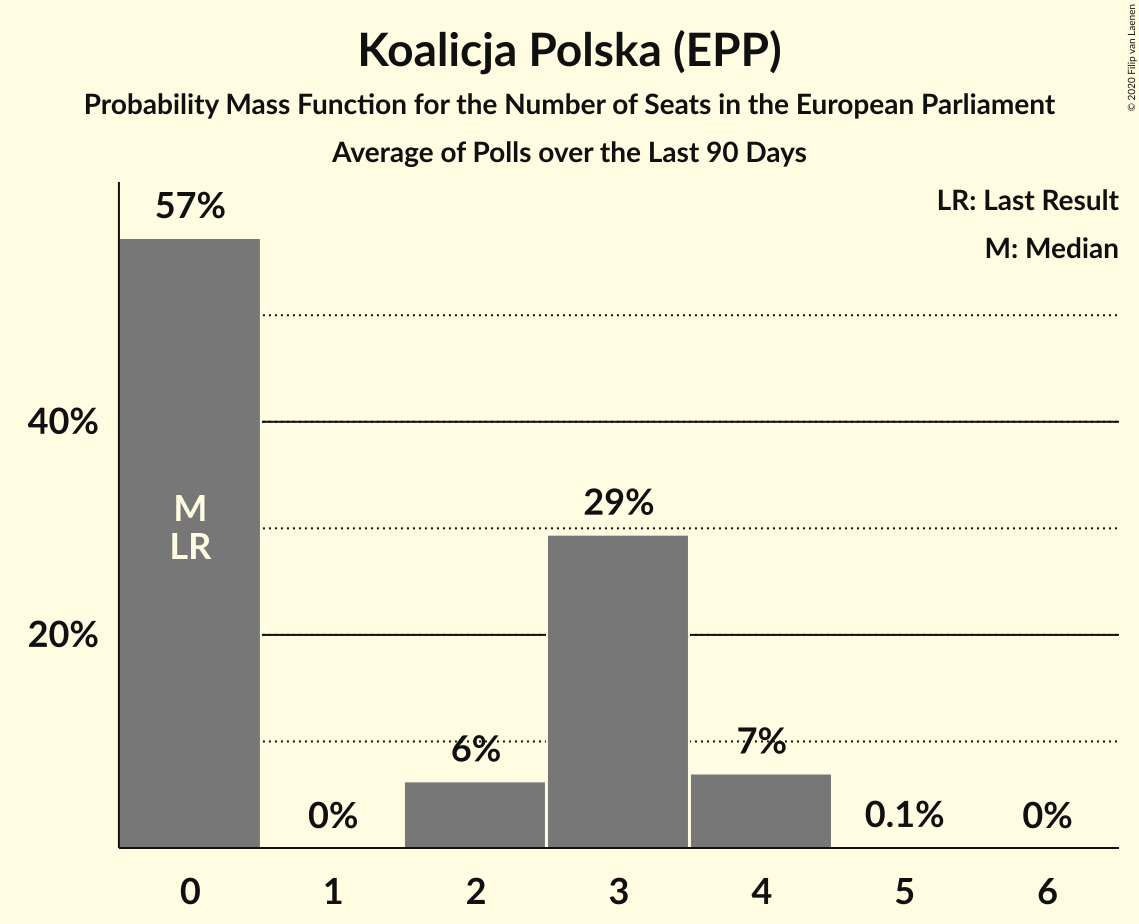 Koalicja Polska (EPP)
Probability Mass Function for the Number of Seats in the European Parliament
Average of Polls over the Last 90 Days
© 2020 Filip van Laenen
LR: Last Result
M: Median
57%
40%
M
LR
29%
20%
6%
7%
0%
0.1%
0%
0 1 2 3 4 5 6